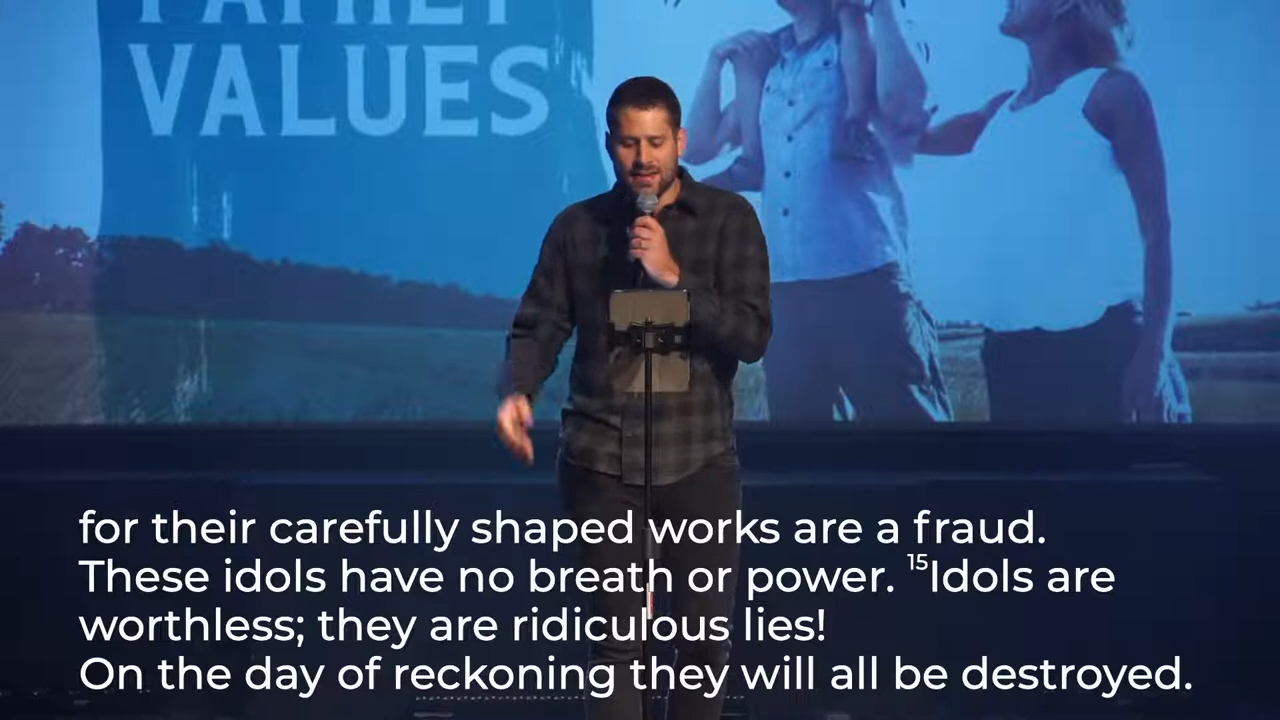 FAMILY
VALUES
for their carefully shaped works are a fraud.
These idols have no breath or power. ¹⁵Idols are
worthless; they are ridiculous lies!
On the day of reckoning they will all be destroyed.